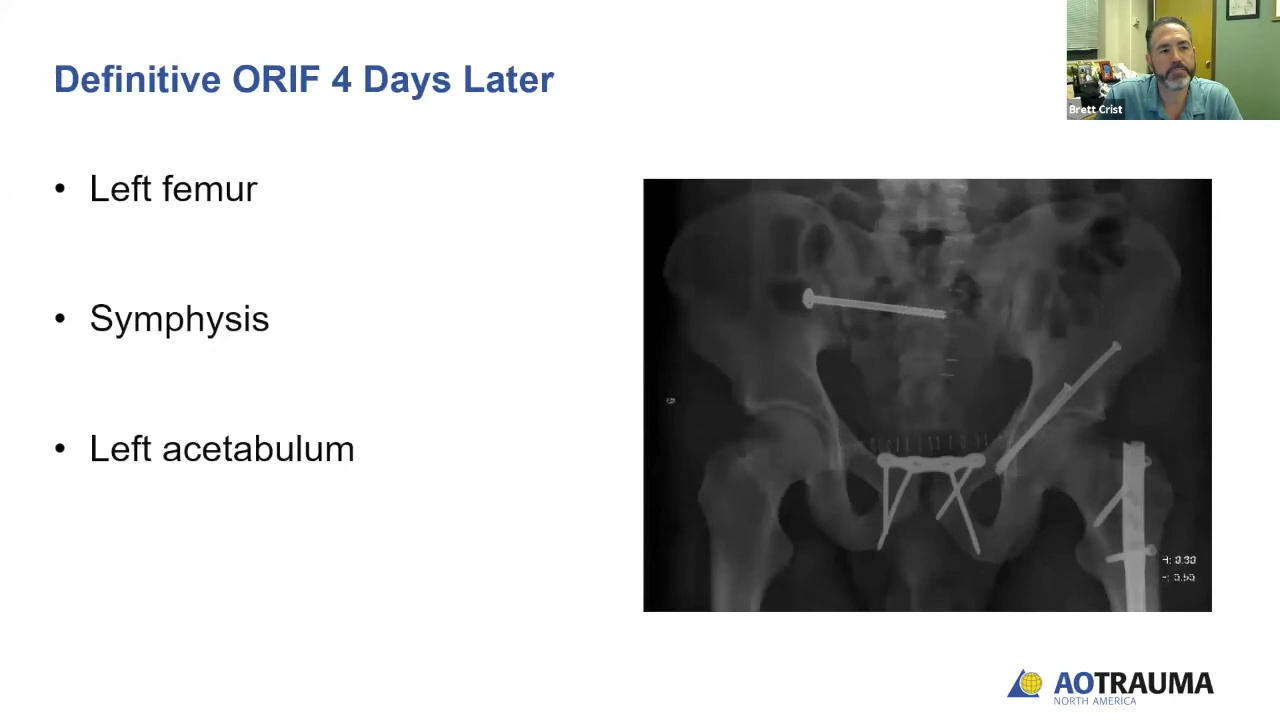 Definitive ORIF 4 Days Later
Brett Crist
• Left femur
• Symphysis
• Left acetabulum
AOTRAUMA
NORTH AMERICA